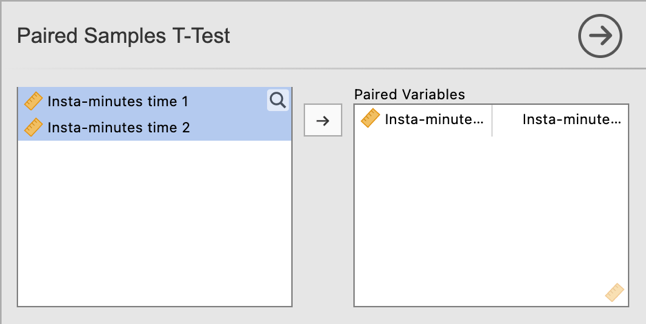 Paired Samples T-Test
Insta-minutes time 1
Insta-minutes time 2
Paired Variables
Insta-minute... Insta-minute...